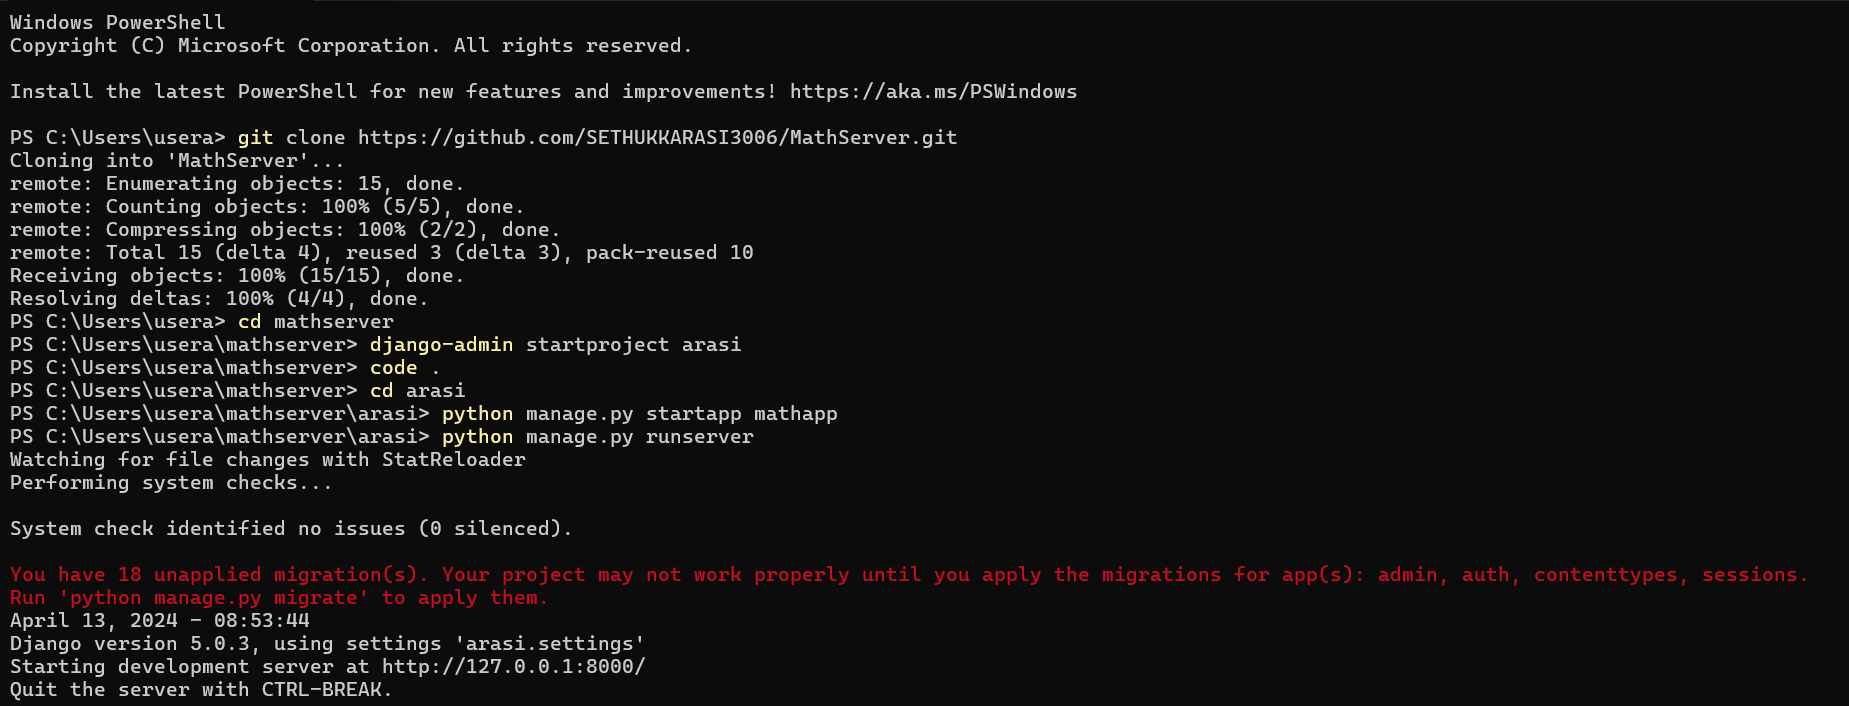 Windows PowerShell
Copyright (C) Microsoft Corporation. All rights reserved.
Install the latest PowerShell for new features and improvements! https://aka.ms/PSWindows
PS C:\Users\usera> git clone https://github.com/SETHUKKARASI3006/MathServer.git
Cloning into 'MathServer'...
remote: Enumerating objects: 15, done.
remote: Counting objects: 100% (5/5), done.
remote: Compressing objects: 100% (2/2), done.
remote: Total 15 (delta 4), reused 3 (delta 3), pack-reused 10
Receiving objects: 100% (15/15), done.
Resolving deltas: 100% (4/4), done.
PS C:\Users\usera> cd mathserver
PS C:\Users\usera\mathserver> django-admin startproject arasi
PS C:\Users\usera\mathserver> code .
PS C:\Users\usera\mathserver> cd arasi
PS C:\Users\usera\mathserver\arasi> python manage.py startapp mathapp
PS C:\Users\usera\mathserver\arasi> python manage.py runserver
Watching for file changes with StatReloader
Performing system checks...
System check identified no issues (0 silenced).
You have 18 unapplied migration(s). Your project may not work properly until you apply the migrations for app(s): admin, auth, contenttypes, sessions.
Run 'python manage.py migrate' to apply them.
April 13, 2024 - 08:53:44
Django version 5.0.3, using settings 'arasi.settings'
Starting development server at http://127.0.0.1:8000/
Quit the server with CTRL-BREAK.